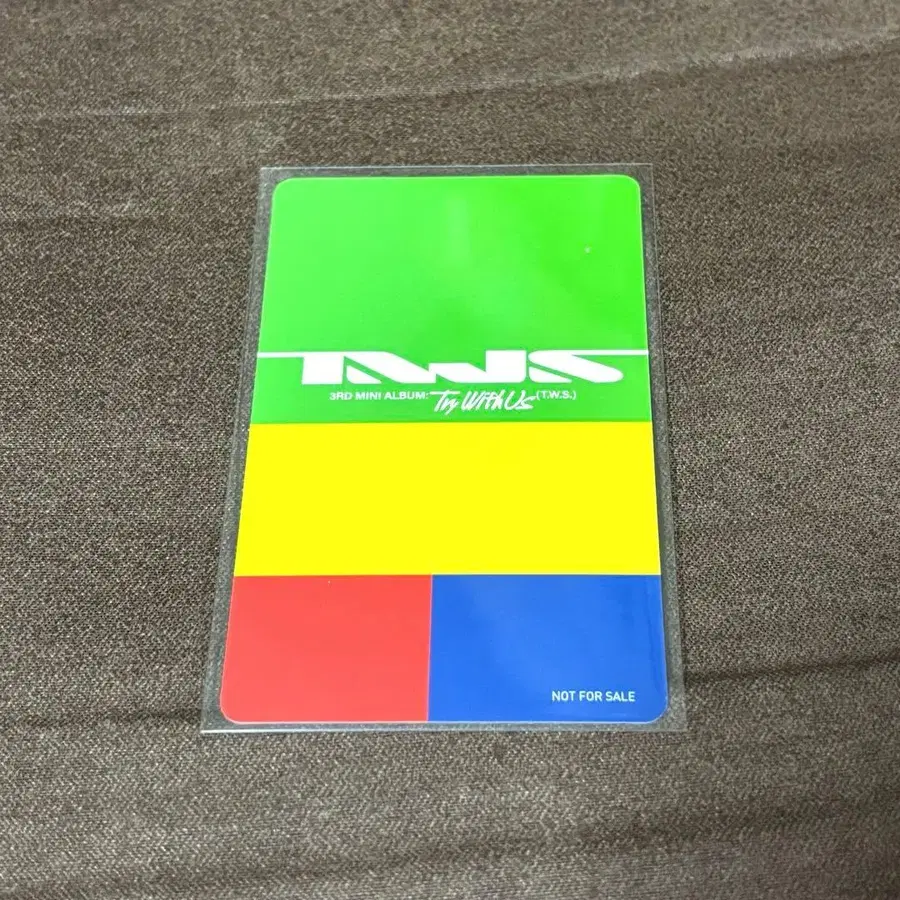 TWS
3RD MINI ALBUM: Try With Us (T.W.S.)
NOT FOR SALE